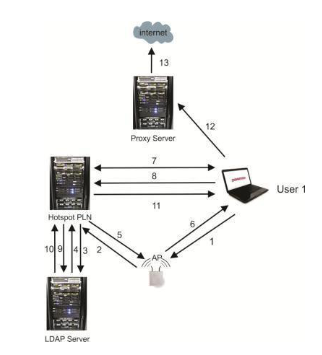 internet
13
Proxy Server
12
7
8
User 1
11
Hotspot PLN
5
6
AP
1
2
10 9 4 3
LDAP Server